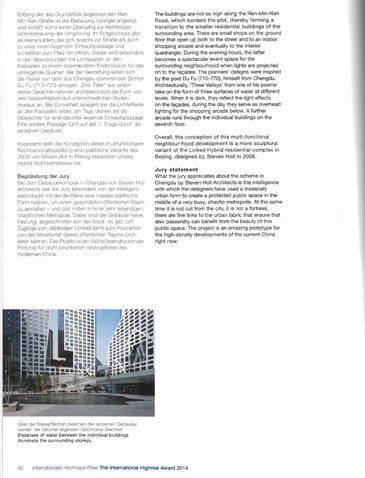 Entlang der das Grundstück begrenzenden Ren-
Min-Nan-Straße ist die Bebauung niedriger angelegt
und schafft somit einen Übergang zur kleinteiligen
Wohnbebauung der Umgebung. Im Erdgeschoss gibt
es kleine Läden, die sich sowohl zur Straße als auch
zu einer innen liegenden Einkaufspassage und
schließlich zum Platz hin öffnen. Dieser wird besonders
in den Abendstunden mit Lichtspielen an den
Fassaden zu einem spektakulären Erlebnisraum für das
umliegende Quartier. Bei der Gestaltung ließen sich
die Planer von dem aus Chengdu stammenden Dichter
Du Fu (713–770) anregen. „Drei Täler" aus einem
seiner Gedichte nehmen architektonisch die Form von
drei Wasserflächen auf unterschiedlichen
niveaus an. Bei Dunkelheit spiegeln sie die Lichteffekte
an den Fassaden wider, am Tage dienen sie als
Oberlichter für eine darunter liegende Einkaufspassage.
Eine weitere Passage führt auf der 7. Etage durch die
einzelnen Gebäude.
Insgesamt stellt die Konzeption dieser multifunktionalen
Nachbarschaftssiedlung eine plastische Variante des
2008 von Steven Holl in Peking realisierten Linked
Hybrid Wohnkomplexes dar.
Begründung der Jury
Bei dem Gebäudekomplex in Chengdu von Steven Holl
Architects war die Jury besonders von der Intelligenz
beeindruckt, mit der die Planer eine massive städtische
Form nutzen, um einen geschützten öffentlichen Raum
zu gestalten – und das mitten in einer sehr lebendigen,
chaotischen Metropole. Dabei sind die Gebäude keine
Festung, abgeschnitten von der Stadt; es gibt fünf
Zugänge zum städtischen Umfeld damit auch Passanten
von der Attraktivität dieses öffentlichen Raums profi-
tieren können. Das Projekt ist ein höchst beeindruckender
Prototyp für dicht bevölkerte Wohngebiete des
modernen China.
The buildings are not so high along the Ren-Min-Nan
Road, which borders the plot, thereby forming a
transition to the smaller residential buildings of the
surrounding area. There are small shops on the ground
floor that open up both to the street and to an indoor
shopping arcade and eventually to the interior
quadrangle. During the evening hours, the latter
becomes a spectacular event space for the
surrounding neighbourhood when lights are projected
on to the façades. The planners' designs were inspired
by the poet Du Fu (713–770), himself from Chengdu.
Architecturally, 'Three Valleys' from one of his poems
take on the form of three surfaces of water at different
levels. When it is dark, they reflect the light effects
on the façades, during the day they serve as overhead
lighting for the shopping arcade below. A further
arcade runs through the individual buildings on the
seventh floor.
Overall, the conception of this multi-functional
neighbour-hood development is a more sculptural
variant of the Linked Hybrid residential complex in
Beijing, designed by Steven Holl in 2008.
Jury statement
What the jury appreciates about the scheme in
Chengdu by Steven Holl Architects is the intelligence
with which the designers have used a massively
urban form to create a protected public space in the
middle of a very busy, chaotic metropolis. At the same
time it is not cut from the city, it is not a fortress,
there are five links to the urban fabric that ensure that
also passersby can benefit from the beauty of this
public space. The project is an amazing prototype for
the high-density developments of the current China
right now.
Über die Wasserflächen zwischen den einzelnen Gebäuden
werden die darunter liegenden Geschosse belichtet.
Expanses of water between the individual buildings
illuminate the surrounding storeys.
42 Internationaler Hochhaus Preis The International Highrise Award 2014